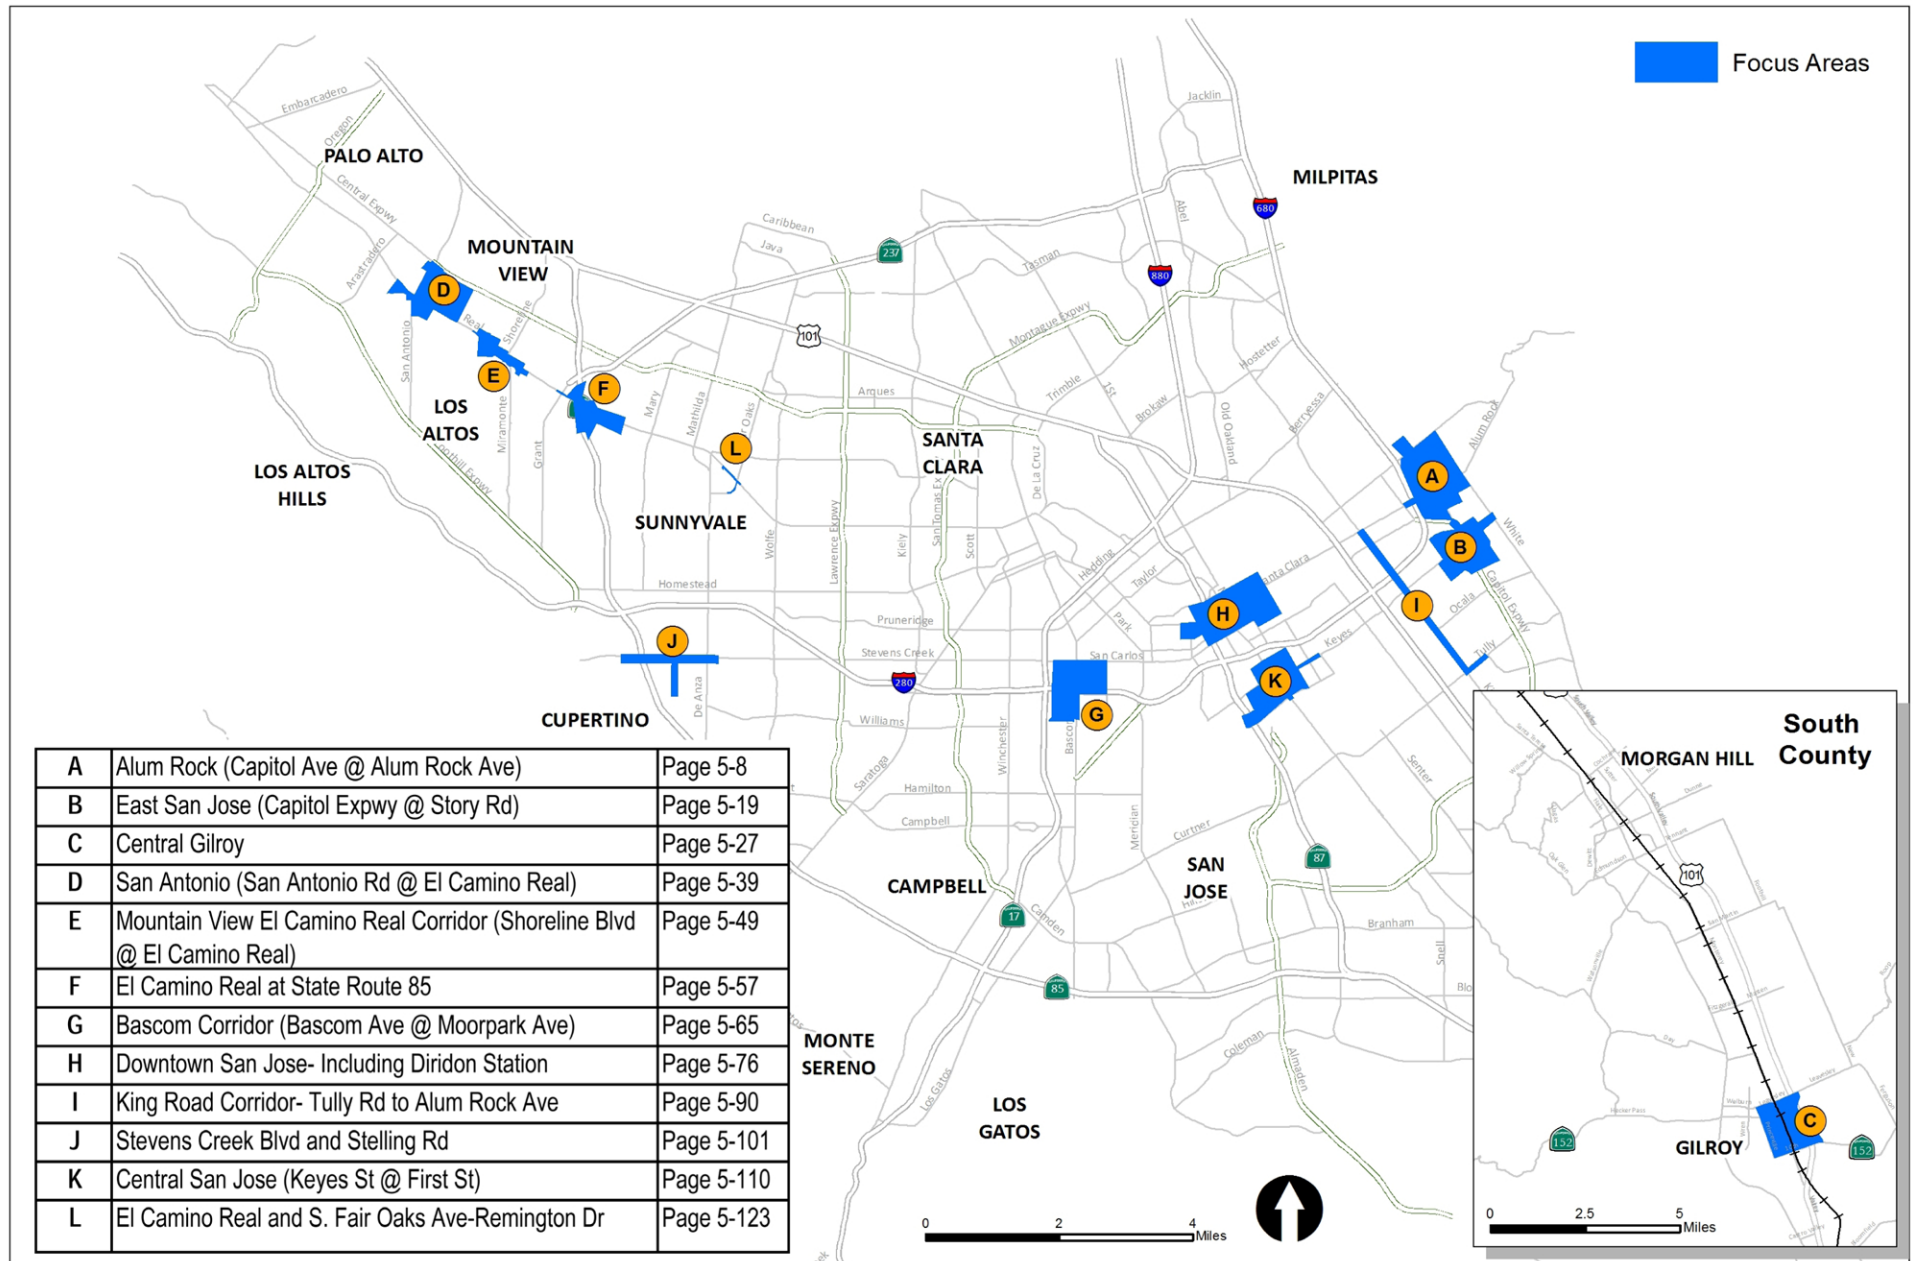 Focus Areas
Embarcadero
Oregon
PALO ALTO
Central Expwy
Arastradero
MOUNTAIN
VIEW
Caribbean
Java
237
Jacklin
MILPITAS
Abel
680
880
Tasman
Montague Expwy
101
D
Real
Shoreline
San Antonio
E
F
LOS
ALTOS
Miramonte
Grant
Mary
Mathilda
Arques
Trimble
1St
Brokaw
Hostetter
Old Oakland
Berryessa
Alum Rock
A
White
LOS ALTOS
HILLS
L
SUNNYVALE
SANTA
CLARA
De La Cruz
Wolfe
Lawrence Expwy
Kiely
Scott
B
Capitol Expwy
Hedding
Taylor
Park
H
I
Ocala
Keyes
Tully
Homestead
Pruneridge
Stevens Creek
San Carlos
J
De Anza
280
CUPERTINO
Williams
G
K
Winchester
Saratoga
Hamilton
Campbell
Meridian
Curtner
Senter
87
SAN
JOSE
CAMPBELL
17
Camden
Branham
Snell
85
MONTE
SERENO
Los Gatos
LOS
GATOS
Coleman
Almaden
A Alum Rock (Capitol Ave @ Alum Rock Ave) Page 5-8
B East San Jose (Capitol Expwy @ Story Rd) Page 5-19
C Central Gilroy Page 5-27
D San Antonio (San Antonio Rd @ El Camino Real) Page 5-39
E Mountain View El Camino Real Corridor (Shoreline Blvd Page 5-49
@ El Camino Real)
F El Camino Real at State Route 85 Page 5-57
G Bascom Corridor (Bascom Ave @ Moorpark Ave) Page 5-65
H Downtown San Jose- Including Diridon Station Page 5-76
I King Road Corridor- Tully Rd to Alum Rock Ave Page 5-90
J Stevens Creek Blvd and Stelling Rd Page 5-101
K Central San Jose (Keyes St @ First St) Page 5-110
L El Camino Real and S. Fair Oaks Ave-Remington Dr Page 5-123
0 2 4
Miles
South
County
MORGAN HILL
101
C
GILROY
152
152
0 2.5 5
Miles